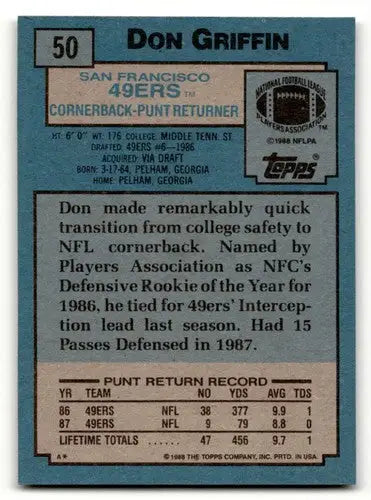 50
DON GRIFFIN
SAN FRANCISCO
49ERS TM
CORNERBACK-PUNT RETURNER
NATIONAL FOOTBALL LEAGUE
PLAYERS ASSOCIATION TM
©1988 NFLPA
Topps®
HT: 6'0" WT: 176 COLLEGE: MIDDLE TENN. ST.
DRAFTED: 49ERS #6-1986
ACQUIRED: VIA DRAFT
BORN: 3-17-64, PELHAM, GEORGIA
HOME: PELHAM, GEORGIA
Don made remarkably quick
transition from college safety to
NFL cornerback. Named by
Players Association as NFC's
Defensive Rookie of the Year for
1986, he tied for 49ers' Intercep-
tion lead last season. Had 15
Passes Defensed in 1987.
PUNT RETURN RECORD
YR TEAM NO YDS AVG TDS
86 49ERS NFL 38 377 9.9 1
87 49ERS NFL 9 79 8.8 0
LIFETIME TOTALS ..... 47 456 9.7 1
A* © 1988 THE TOPPS COMPANY, INC. PRTD. IN USA